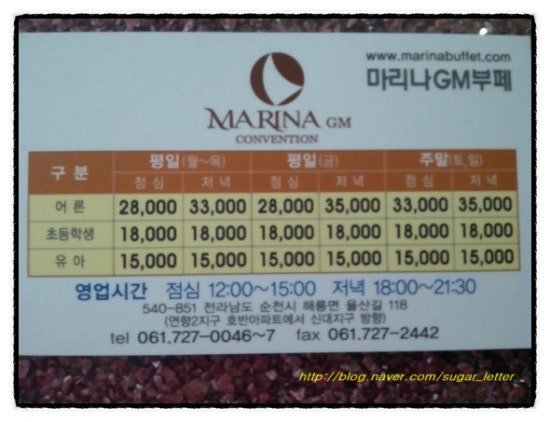 www.marinabuffet.com
마리나GM부페
MARINA GM
CONVENTION
구 분 평일(월~목) 평일(금) 주말(토,일)
점 심 저 녁 점 심 저 녁 점 심 저 녁
어 른 28,000 33,000 28,000 35,000 33,000 35,000
초등학생 18,000 18,000 18,000 18,000 18,000 18,000
유 아 15,000 15,000 15,000 15,000 15,000 15,000
영업시간 점심 12:00~15:00 저녁 18:00~21:30
540-851 전라남도 순천시 해룡면 율산길 118
(연향2지구 호반아파트에서 신대지구 방향)
tel 061.727-0046~7 fax 061.727-2442
http://blog.naver.com/sugar_letter